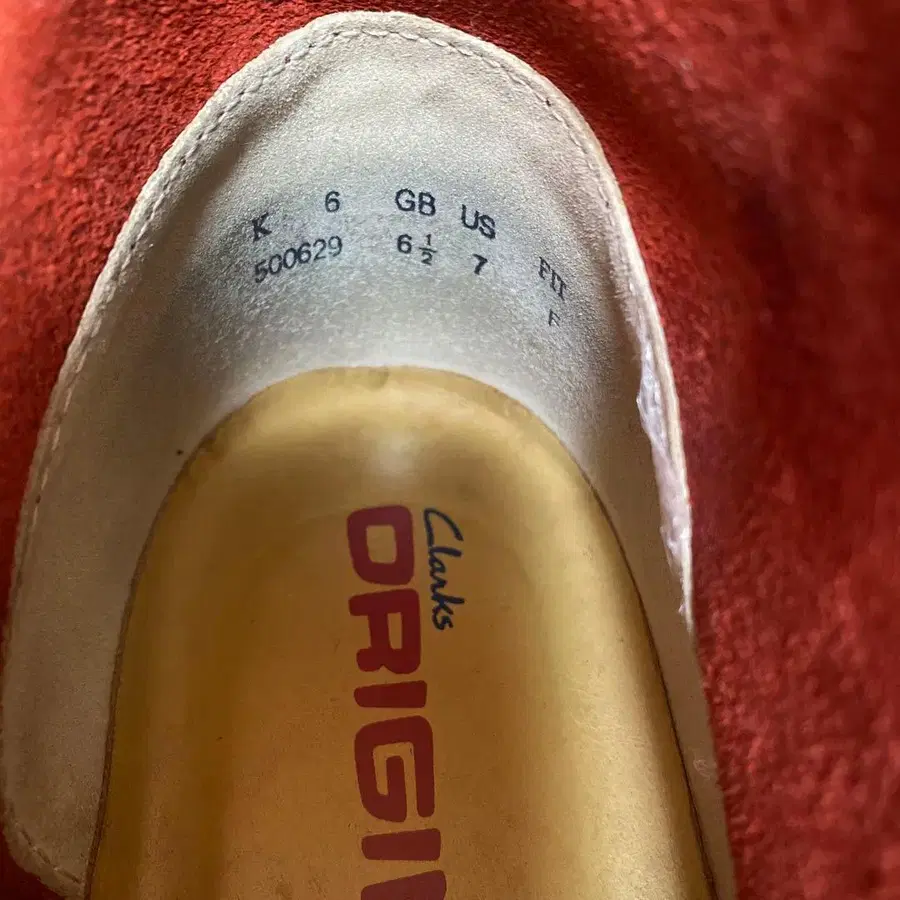 K 6 GB US
500629 6½ 7 FIT
F
Clarks
ORIGI